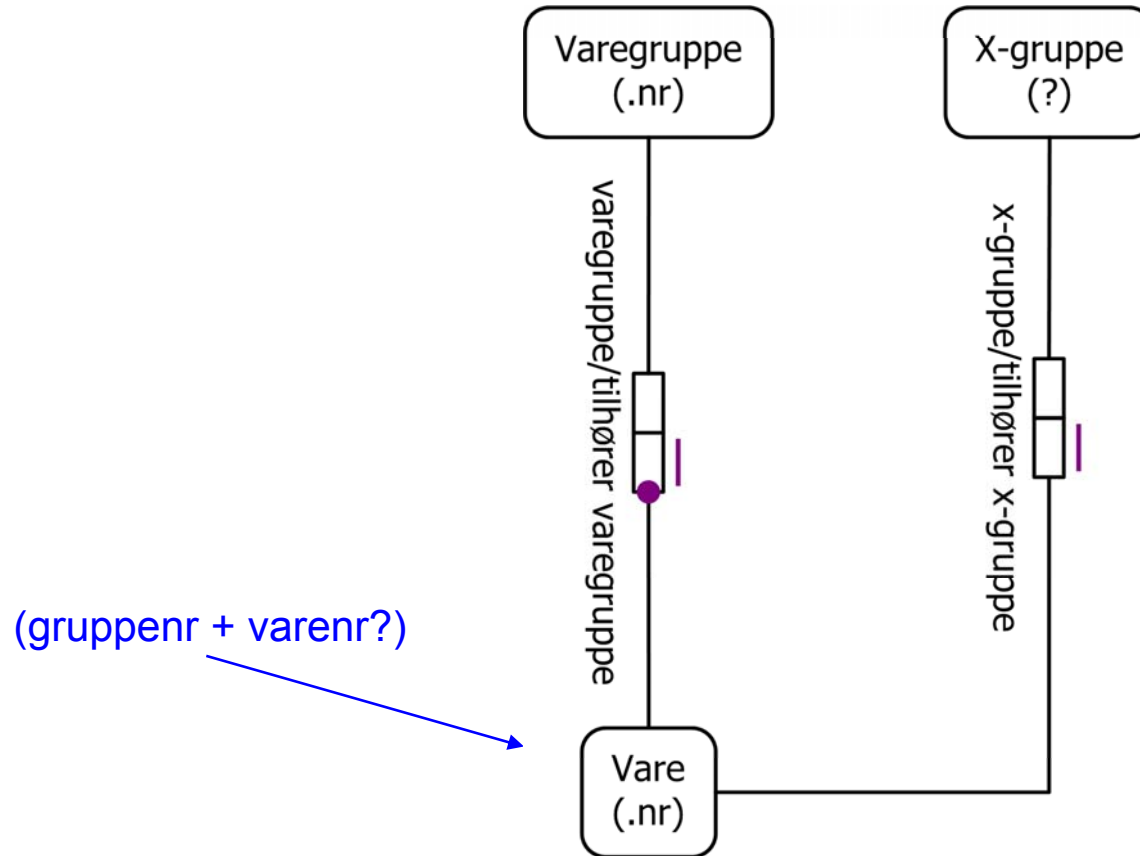 Varegruppe
(.nr)
X-gruppe
(?)
varegruppe/tilhører varegruppe
x-gruppe/tilhører x-gruppe
(gruppenr + varenr?)
Vare
(.nr)